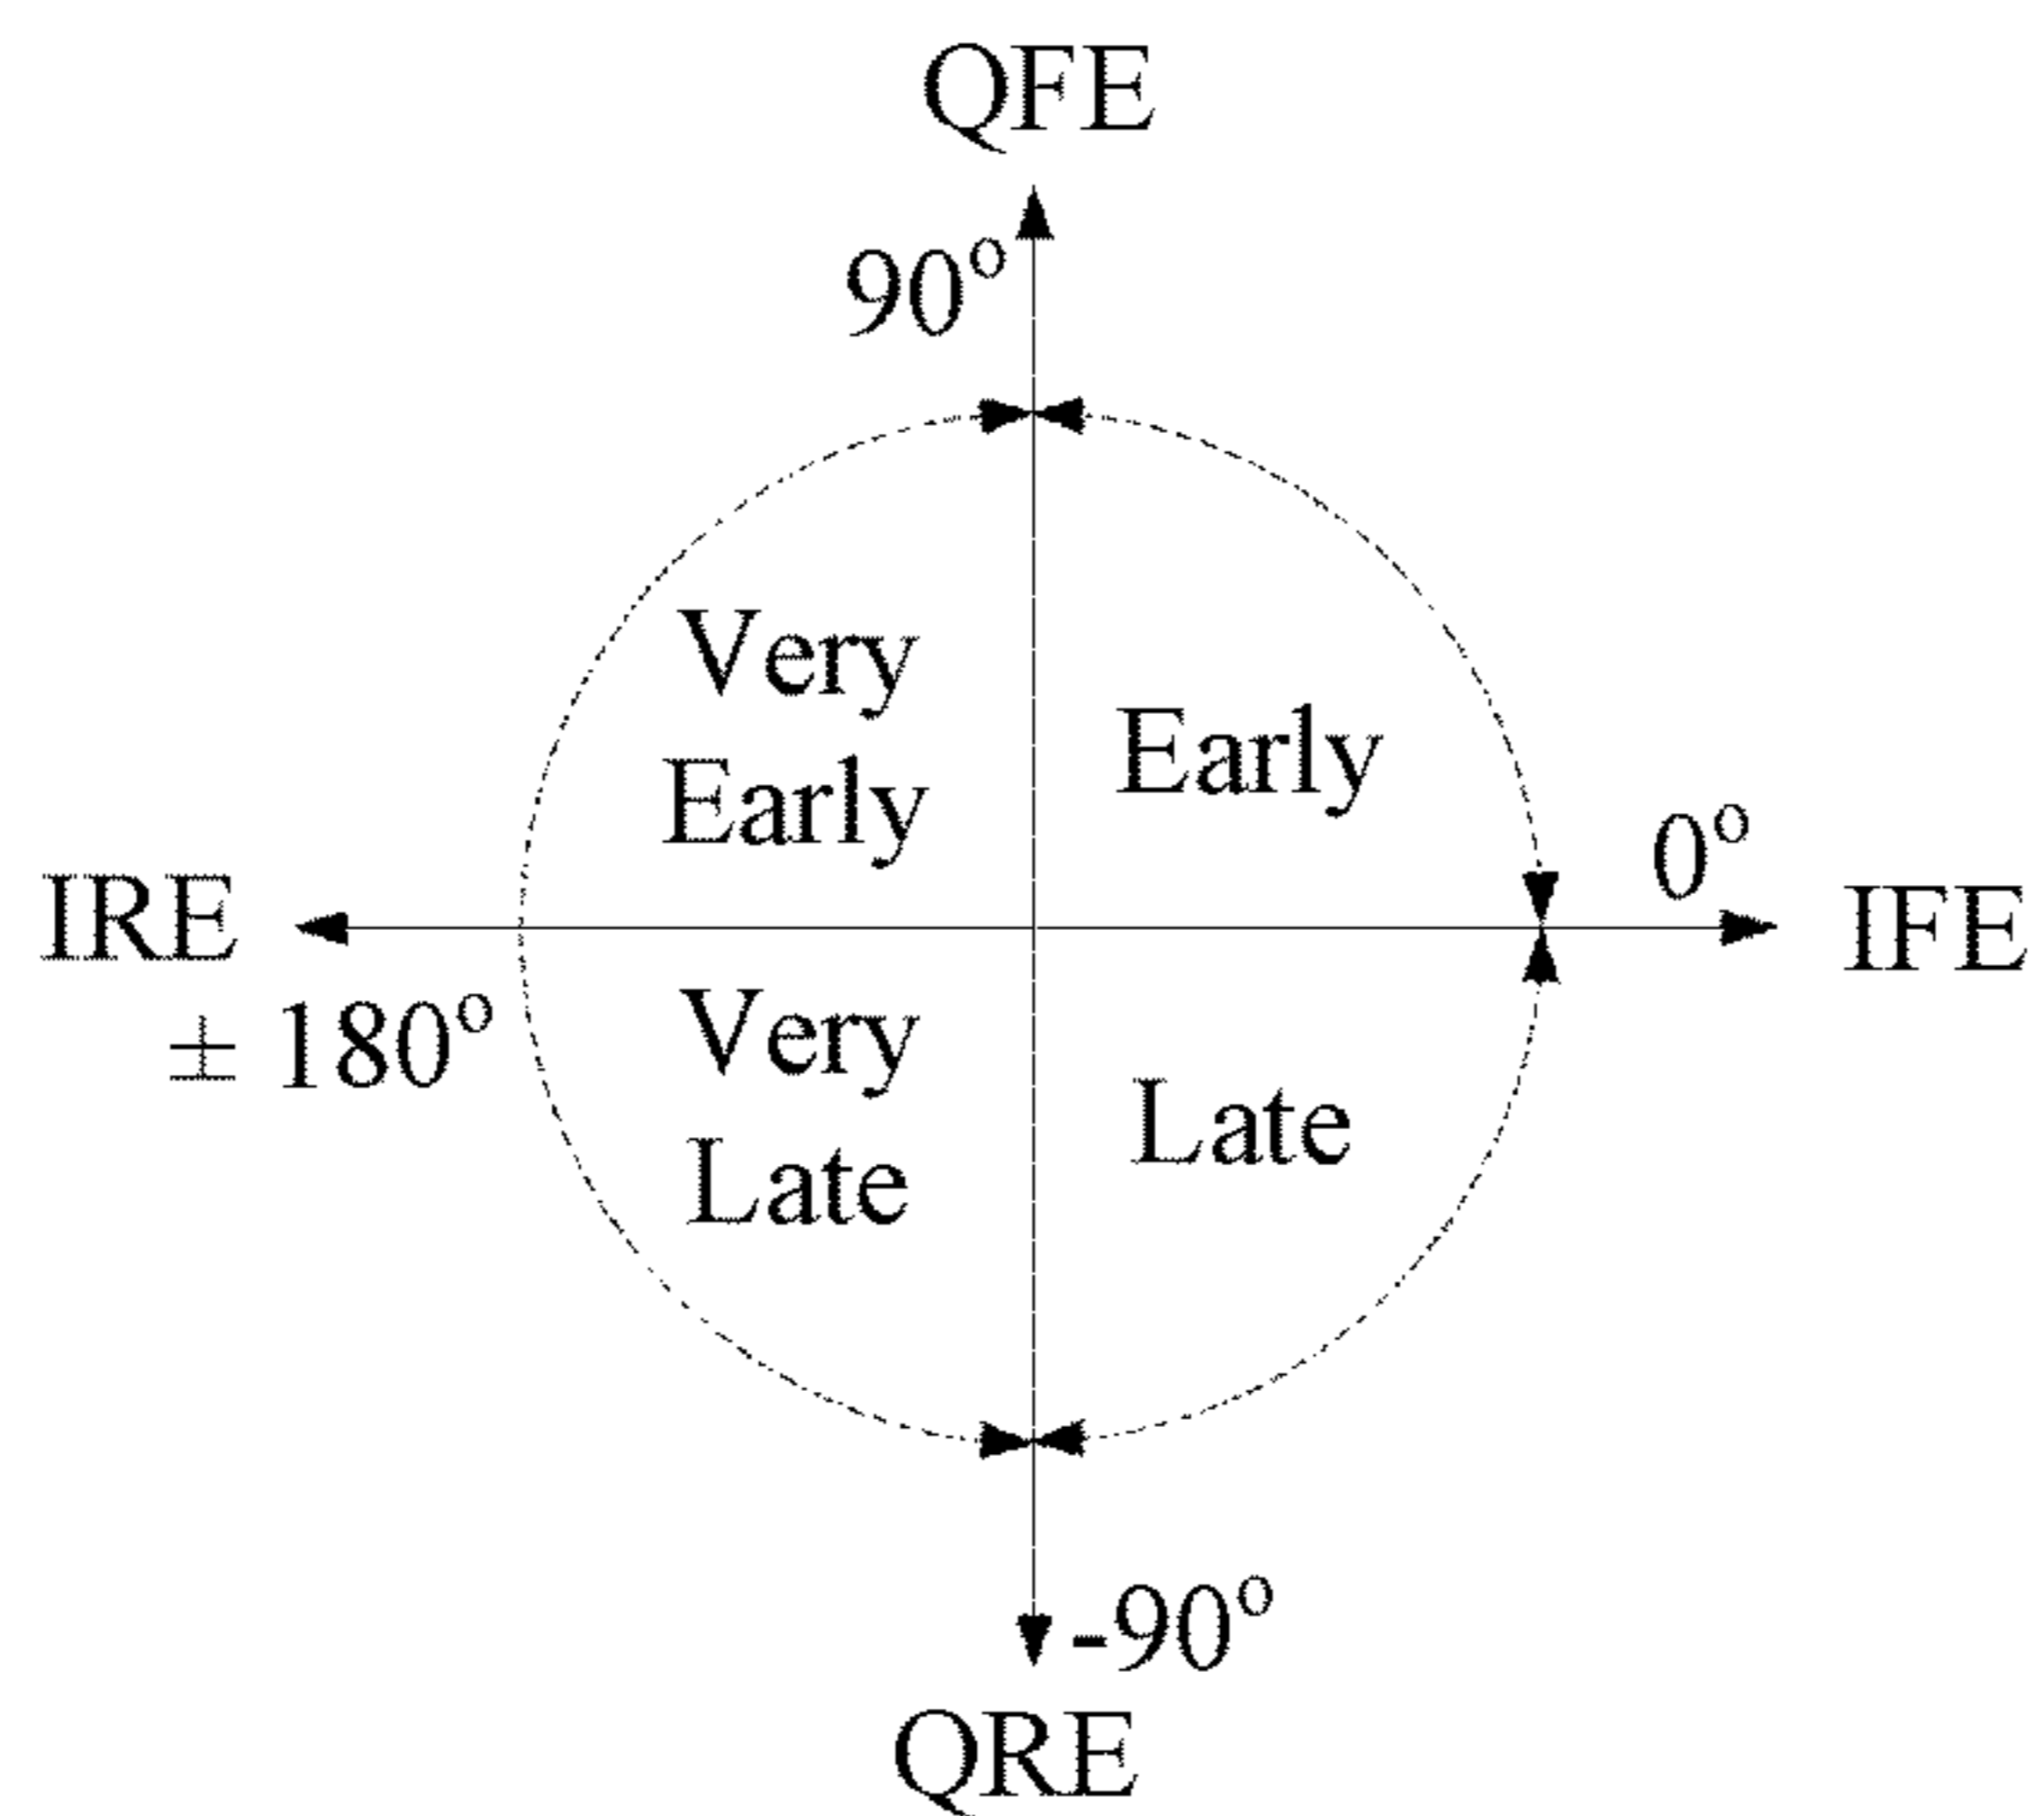 QFE
90°
Very
Early
Early
0°
IRE
IFE
± 180°
Very
Late
Late
-90°
QRE